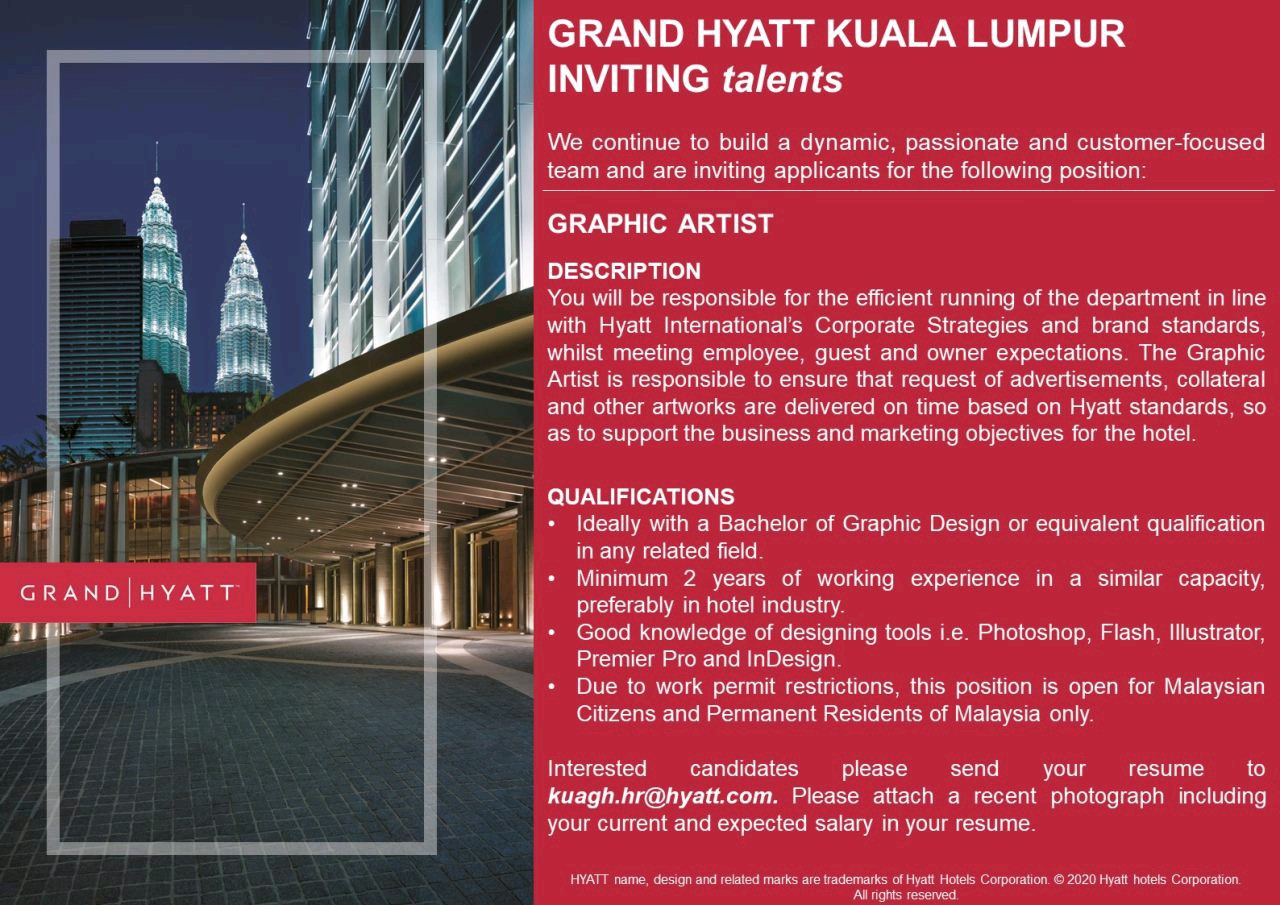 GRAND HYATT KUALA LUMPUR
INVITING talents
We continue to build a dynamic, passionate and customer-focused
team and are inviting applicants for the following position:
GRAPHIC ARTIST
DESCRIPTION
You will be responsible for the efficient running of the department in line
with Hyatt International’s Corporate Strategies and brand standards,
whilst meeting employee, guest and owner expectations. The Graphic
Artist is responsible to ensure that request of advertisements, collateral
and other artworks are delivered on time based on Hyatt standards, so
as to support the business and marketing objectives for the hotel.
QUALIFICATIONS
• Ideally with a Bachelor of Graphic Design or equivalent qualification
in any related field.
• Minimum 2 years of working experience in a similar capacity,
preferably in hotel industry.
• Good knowledge of designing tools i.e. Photoshop, Flash, Illustrator,
Premier Pro and InDesign.
• Due to work permit restrictions, this position is open for Malaysian
Citizens and Permanent Residents of Malaysia only.
Interested candidates please send your resume to
kuagh.hr@hyatt.com. Please attach a recent photograph including
your current and expected salary in your resume.
HYATT name, design and related marks are trademarks of Hyatt Hotels Corporation. © 2020 Hyatt hotels Corporation.
All rights reserved.
GRAND | HYATT™